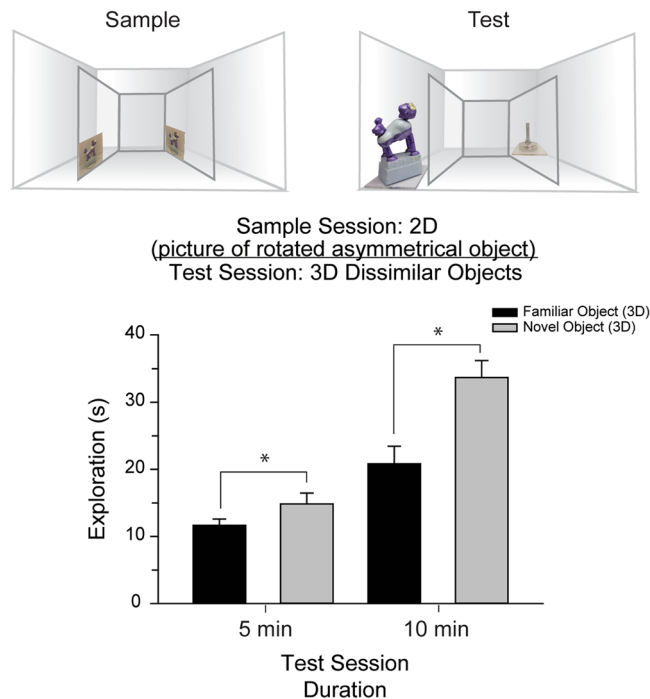 Sample
Test
Sample Session: 2D
(picture of rotated asymmetrical object)
Test Session: 3D Dissimilar Objects
Familiar Object (3D)
Novel Object (3D)
40
30
20
10
0
Exploration (s)
*
*
5 min
10 min
Test Session
Duration